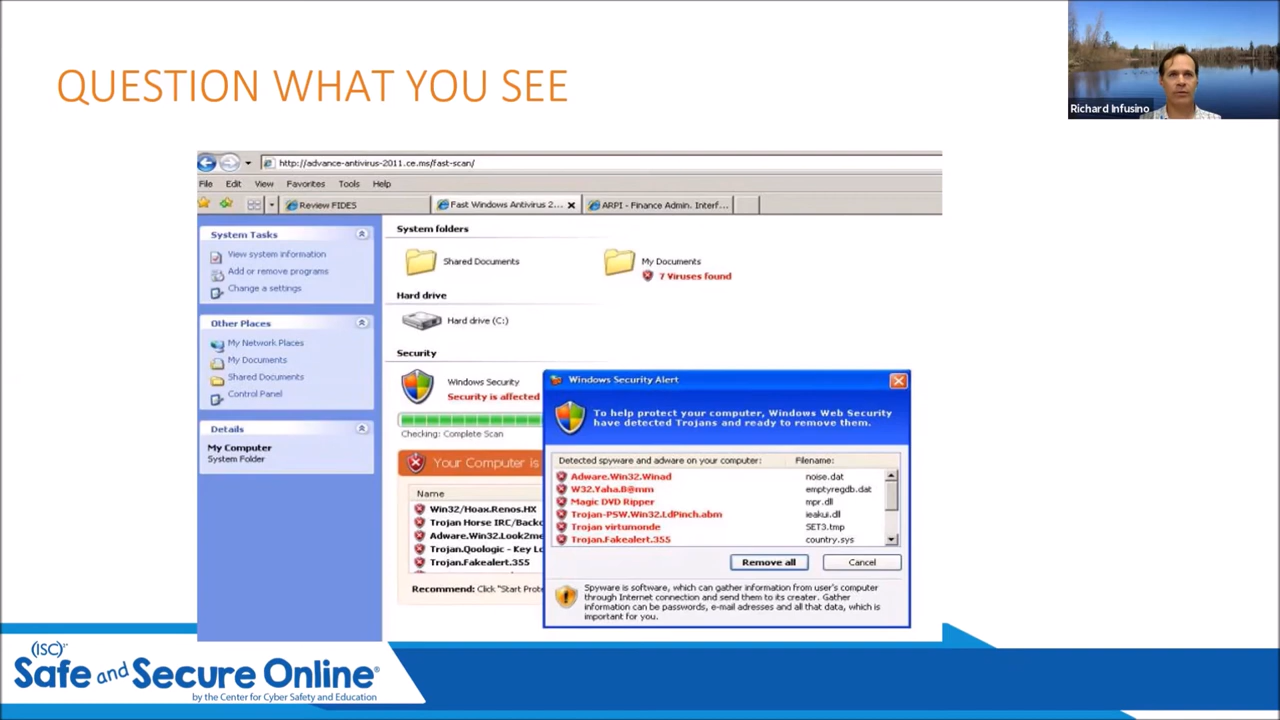 QUESTION WHAT YOU SEE
Richard Infusino
http://advance-antivirus-2011.ce.ms/fast-scan/
File Edit View Favorites Tools Help
Review FIDES
Fast Windows Antivirus 2...
ARPI - Finance Admin. Interf...
System Tasks
View system information
Add or remove programs
Change a settings
Other Places
My Network Places
My Documents
Shared Documents
Control Panel
Details
My Computer
System Folder
System folders
Shared Documents
My Documents
7 Viruses found
Hard drive
Hard drive (C:)
Security
Windows Security
Security is affected
Checking: Complete Scan
Your Computer is
Name
Win32/Hoax.Renos.HX
Trojan Horse IRC/Backd
Adware.Win32.Look2me
Trojan.Qoologic - Key Lo
Trojan.Fakealert.355
Recommend: Click "Start Prote
Windows Security Alert
To help protect your computer, Windows Web Security
have detected Trojans and ready to remove them.
Detected spyware and adware on your computer: Filename:
Adware.Win32.Winad noise.dat
W32.Yaha.B@mm emptyregdb.dat
Magic DVD Ripper mpr.dll
Trojan-PSW.Win32.LdPinch.abm ieakui.dll
Trojan virtumonde SET3.tmp
Trojan.Fakealert.355 country.sys
Remove all Cancel
Spyware is software, which can gather information from user's computer
through Internet connection and send them to its creater. Gather
information can be passwords, e-mail adresses and all that data, which is
important for you.
(ISC)²
Safe and Secure Online®
by the Center for Cyber Safety and Education